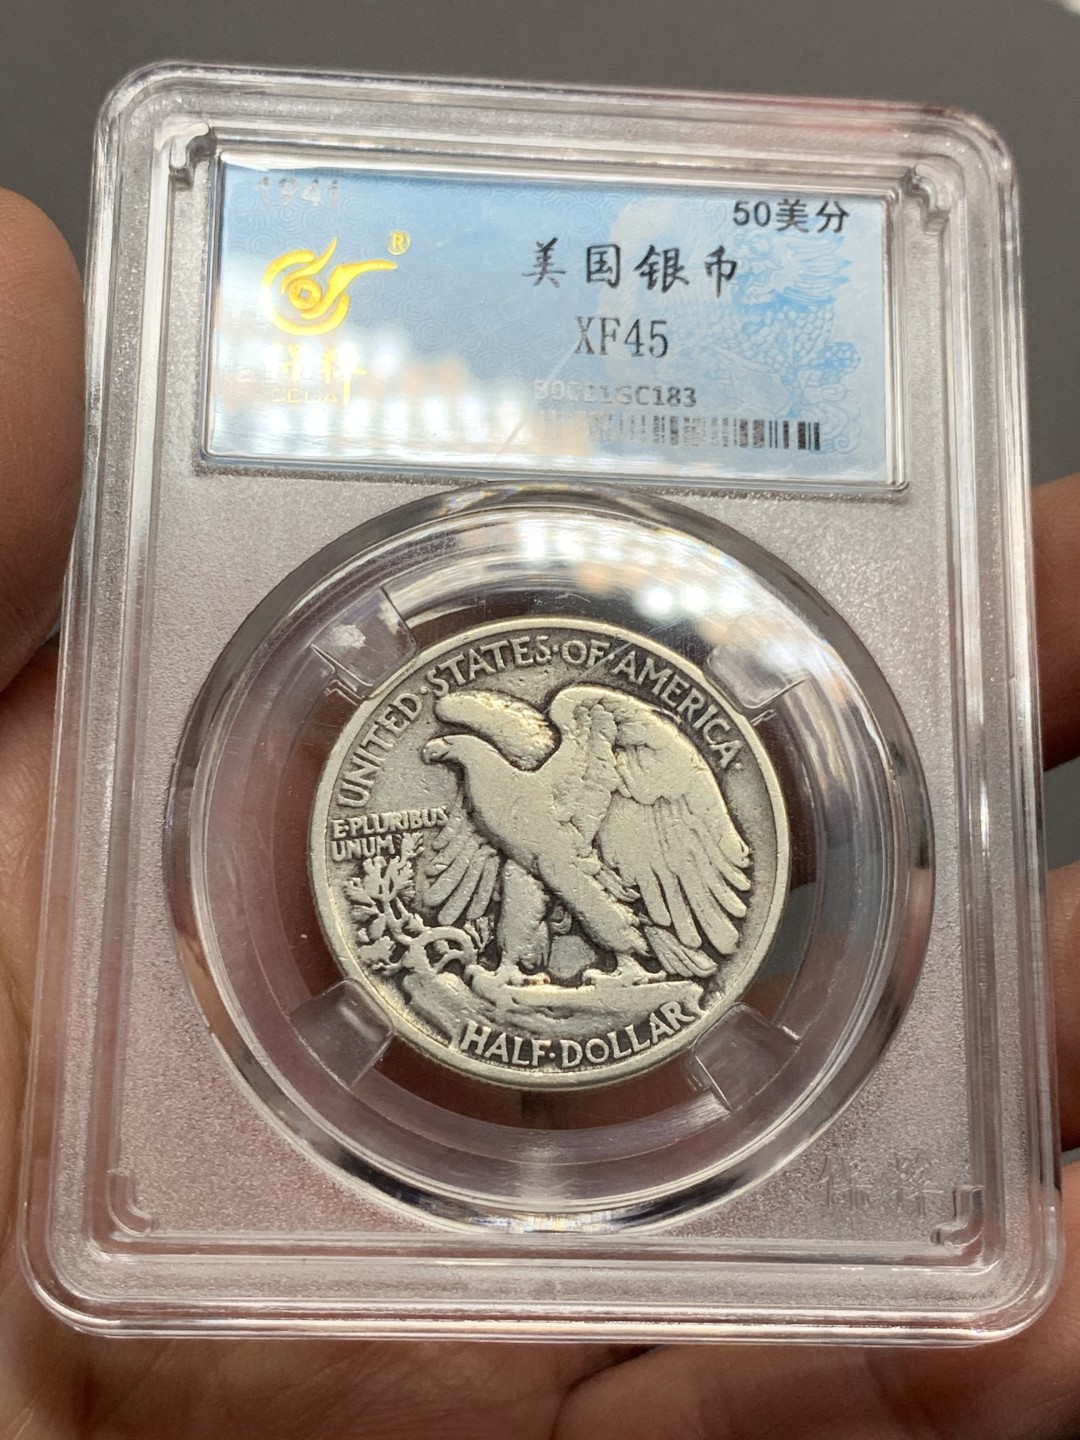 1941
50美分
®
美国银币
XF45
UNITED·STATES·OF·AMERICA·
E·PLURIBUS
UNUM
HALF·DOLLAR